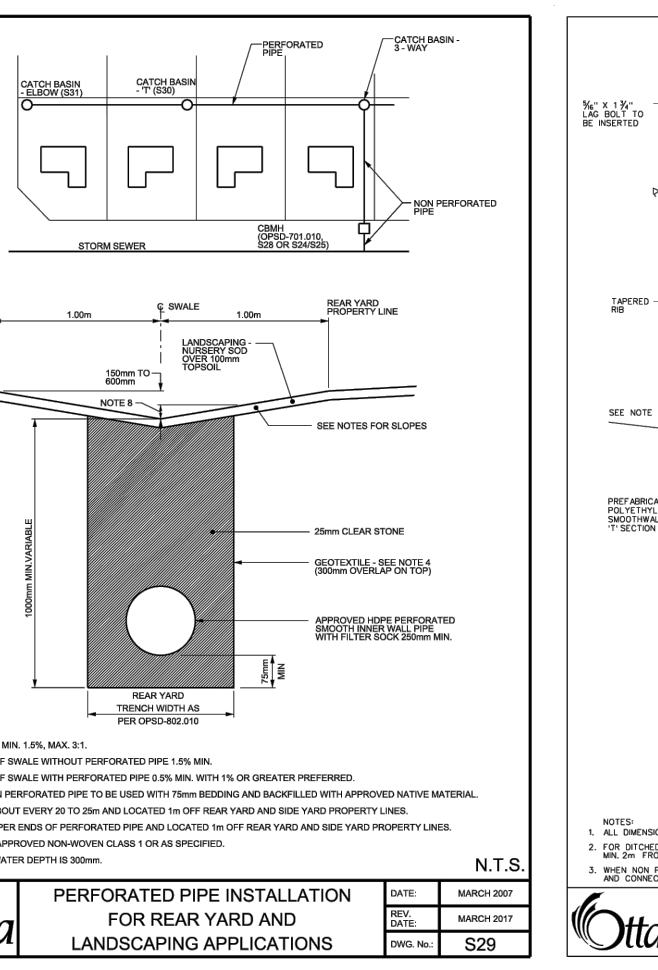 PERFORATED
PIPE
CATCH BASIN -
3 - WAY
CATCH BASIN
- ELBOW (S31)
CATCH BASIN
- 'T' (S30)
NON PERFORATED
PIPE
CBMH
(OPSD-701.010,
S28 OR S24/S25)
STORM SEWER
1.00m
℄ SWALE
1.00m
REAR YARD
PROPERTY LINE
LANDSCAPING -
NURSERY SOD
OVER 100mm
TOPSOIL
150mm TO
600mm
NOTE 8
SEE NOTES FOR SLOPES
1000mm MIN.VARIABLE
25mm CLEAR STONE
GEOTEXTILE - SEE NOTE 4
(300mm OVERLAP ON TOP)
APPROVED HDPE PERFORATED
SMOOTH INNER WALL PIPE
WITH FILTER SOCK 250mm MIN.
75mm
MIN
REAR YARD
TRENCH WIDTH AS
PER OPSD-802.010
MIN. 1.5%, MAX. 3:1.
F SWALE WITHOUT PERFORATED PIPE 1.5% MIN.
F SWALE WITH PERFORATED PIPE 0.5% MIN. WITH 1% OR GREATER PREFERRED.
PERFORATED PIPE TO BE USED WITH 75mm BEDDING AND BACKFILLED WITH APPROVED NATIVE MATERIAL.
OUT EVERY 20 TO 25m AND LOCATED 1m OFF REAR YARD AND SIDE YARD PROPERTY LINES.
PER ENDS OF PERFORATED PIPE AND LOCATED 1m OFF REAR YARD AND SIDE YARD PROPERTY LINES.
APPROVED NON-WOVEN CLASS 1 OR AS SPECIFIED.
ATER DEPTH IS 300mm.
N.T.S.
a
PERFORATED PIPE INSTALLATION
FOR REAR YARD AND
LANDSCAPING APPLICATIONS
DATE: MARCH 2007
REV.
DATE: MARCH 2017
DWG. No.: S29
5/16" X 1 3/4"
LAG BOLT TO
BE INSERTED
TAPERED
RIB
SEE NOTE
PREFABRICA
POLYETHYL
SMOOTHWAL
'T' SECTION
NOTES:
1. ALL DIMENSIO
2. FOR DITCHED
MIN. 2m FRO
3. WHEN NON P
AND CONNEC
Otta